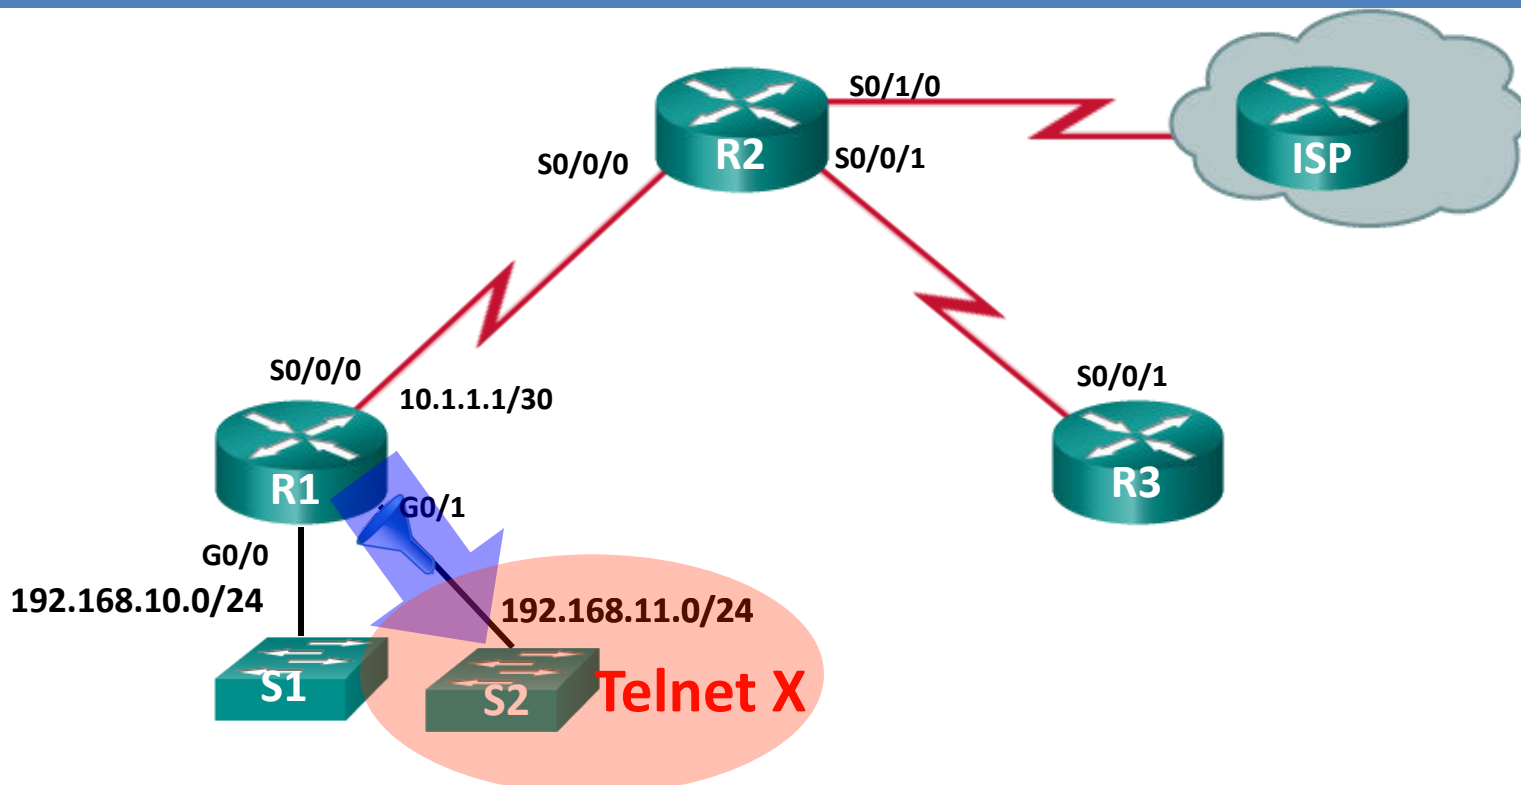 S0/1/0
R2
ISP
S0/0/0
S0/0/1
S0/0/0
10.1.1.1/30
S0/0/1
R1
R3
G0/1
G0/0
192.168.10.0/24
192.168.11.0/24
S1
S2
Telnet X